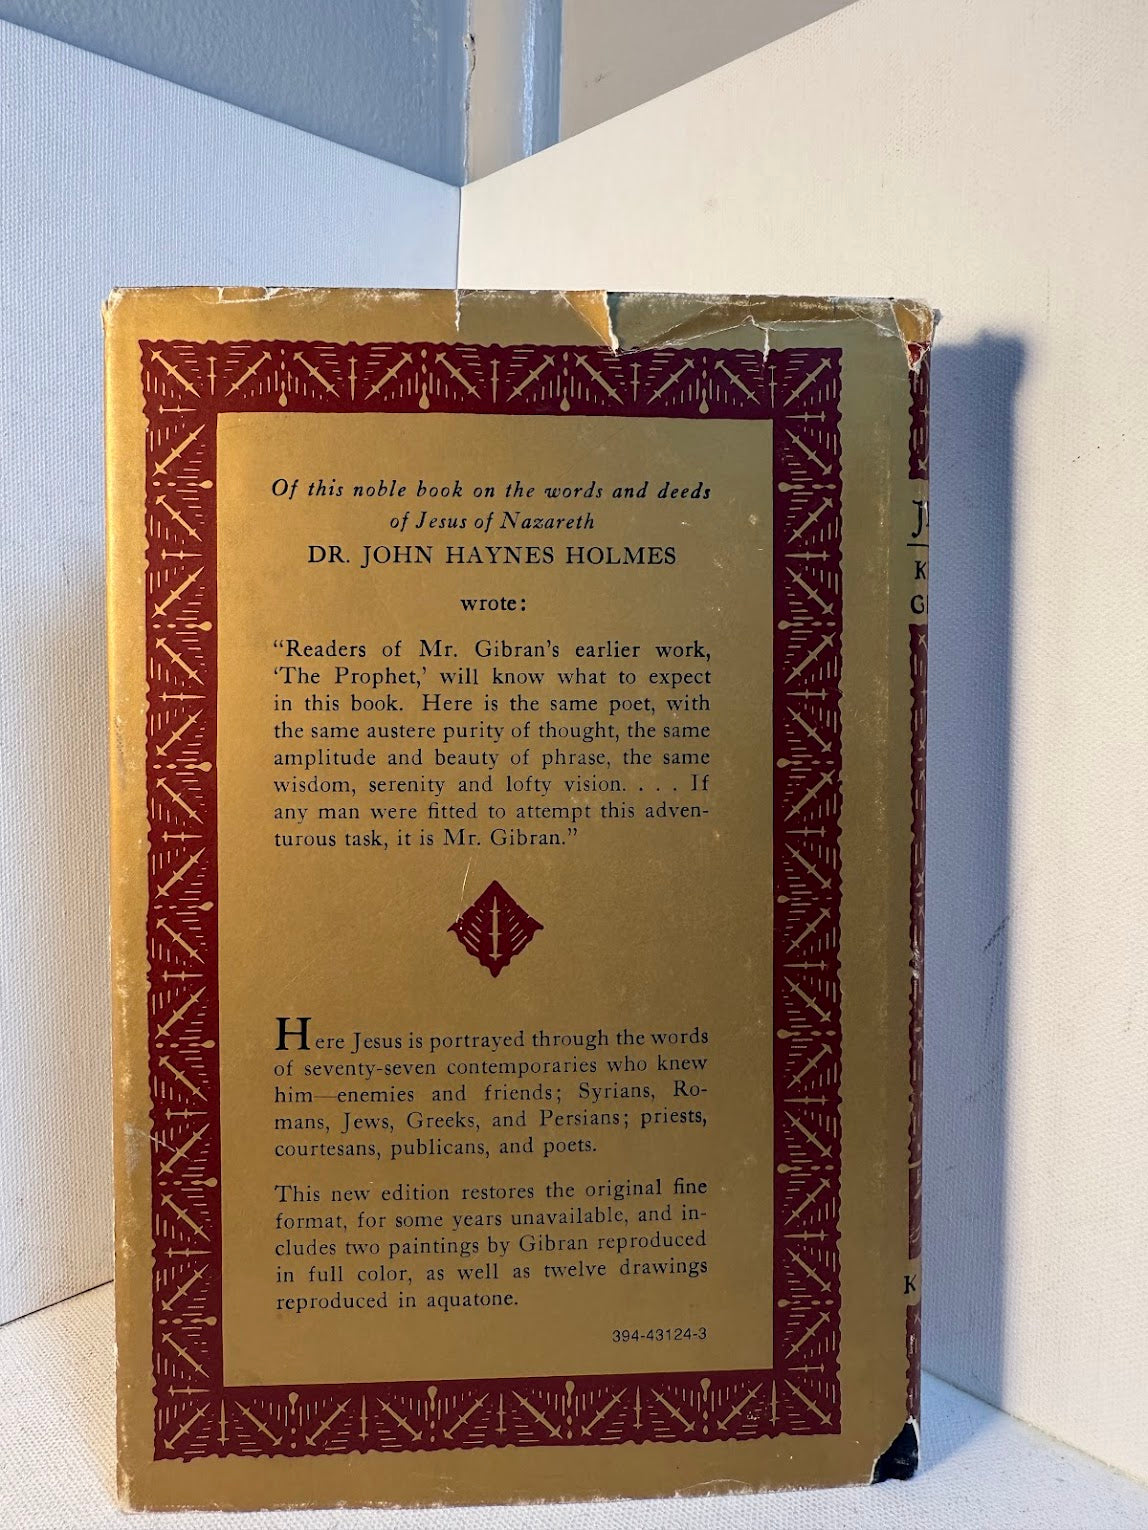 Of this noble book on the words and deeds
of Jesus of Nazareth
DR. JOHN HAYNES HOLMES
wrote:
“Readers of Mr. Gibran’s earlier work,
‘The Prophet,’ will know what to expect
in this book. Here is the same poet, with
the same austere purity of thought, the same
amplitude and beauty of phrase, the same
wisdom, serenity and lofty vision. . . . If
any man were fitted to attempt this adven-
turous task, it is Mr. Gibran.”
Here Jesus is portrayed through the words
of seventy-seven contemporaries who knew
him—enemies and friends; Syrians, Ro-
mans, Jews, Greeks, and Persians; priests,
courtesans, publicans, and poets.
This new edition restores the original fine
format, for some years unavailable, and in-
cludes two paintings by Gibran reproduced
in full color, as well as twelve drawings
reproduced in aquatone.
394-43124-3